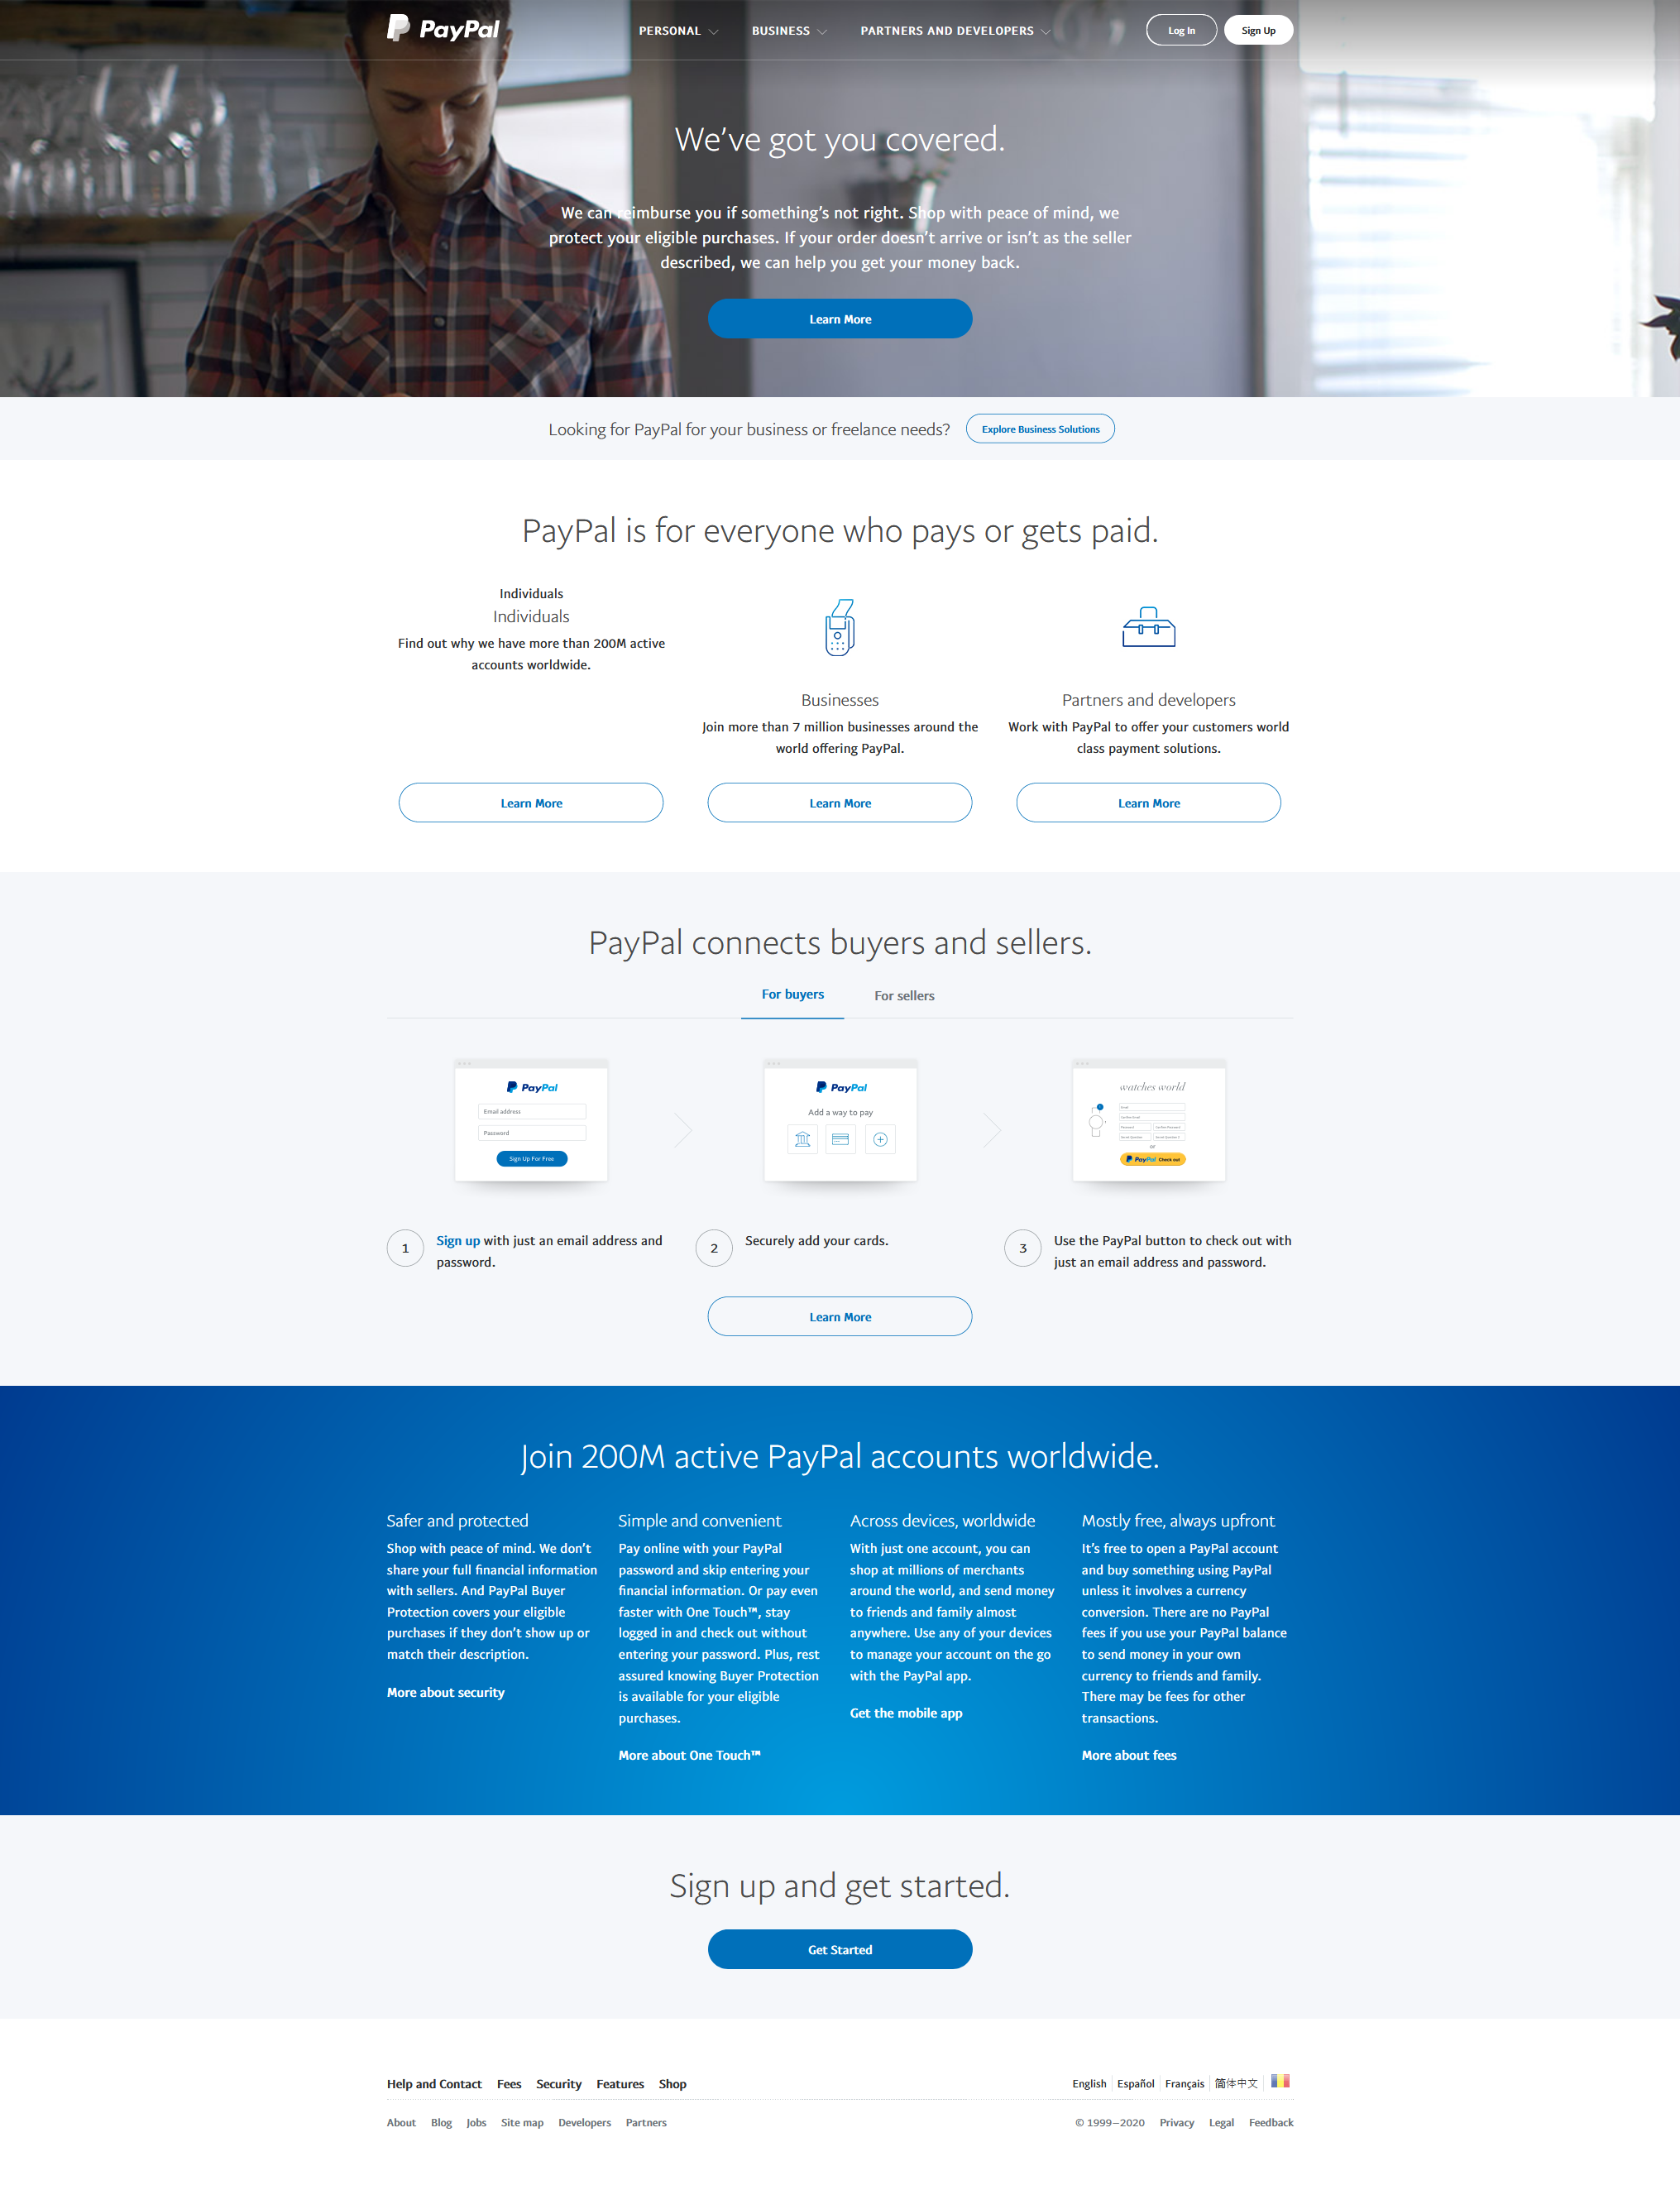 PayPal
PERSONAL
BUSINESS
PARTNERS AND DEVELOPERS
Log In
Sign Up
We've got you covered.
We can reimburse you if something's not right. Shop with peace of mind, we
protect your eligible purchases. If your order doesn't arrive or isn't as the seller
described, we can help you get your money back.
Learn More
Looking for PayPal for your business or freelance needs?
Explore Business Solutions
PayPal is for everyone who pays or gets paid.
Individuals
Individuals
Find out why we have more than 200M active
accounts worldwide.
Learn More
Businesses
Join more than 7 million businesses around the
world offering PayPal.
Learn More
Partners and developers
Work with PayPal to offer your customers world
class payment solutions.
Learn More
PayPal connects buyers and sellers.
For buyers
For sellers
PayPal
Email address
Password
Sign Up For Free
PayPal
Add a way to pay
watches world
Email
Password
or
PayPal Check out
1
Sign up with just an email address and
password.
2
Securely add your cards.
3
Use the PayPal button to check out with
just an email address and password.
Learn More
Join 200M active PayPal accounts worldwide.
Safer and protected
Shop with peace of mind. We don't
share your full financial information
with sellers. And PayPal Buyer
Protection covers your eligible
purchases if they don't show up or
match their description.
More about security
Simple and convenient
Pay online with your PayPal
password and skip entering your
financial information. Or pay even
faster with One Touch™, stay
logged in and check out without
entering your password. Plus, rest
assured knowing Buyer Protection
is available for your eligible
purchases.
More about One Touch™
Across devices, worldwide
With just one account, you can
shop at millions of merchants
around the world, and send money
to friends and family almost
anywhere. Use any of your devices
to manage your account on the go
with the PayPal app.
Get the mobile app
Mostly free, always upfront
It's free to open a PayPal account
and buy something using PayPal
unless it involves a currency
conversion. There are no PayPal
fees if you use your PayPal balance
to send money in your own
currency to friends and family.
There may be fees for other
transactions.
More about fees
Sign up and get started.
Get Started
Help and Contact Fees Security Features Shop
English Español Français 简体中文
About Blog Jobs Site map Developers Partners
© 1999–2020 Privacy Legal Feedback